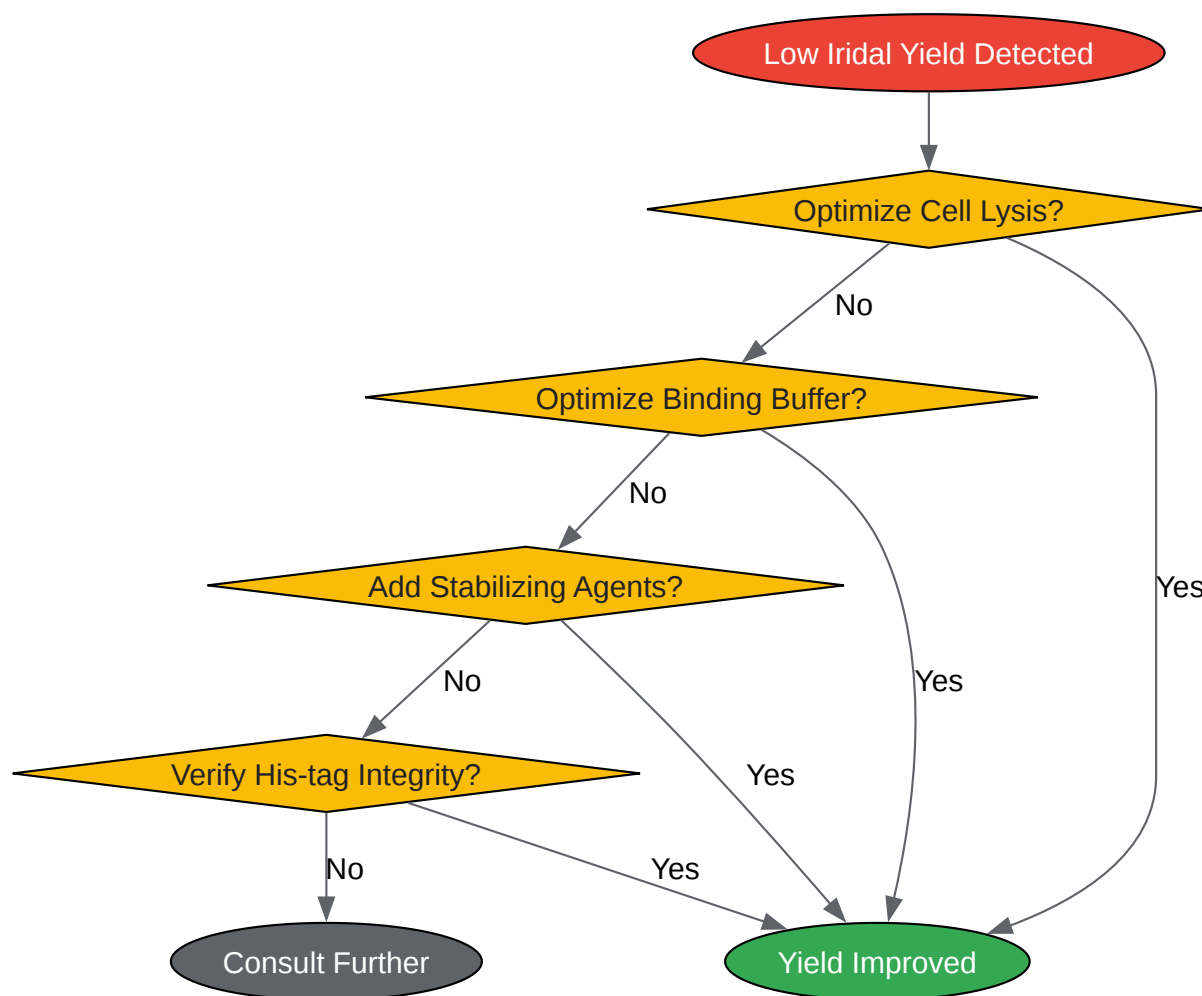 Low Iridal Yield Detected
Optimize Cell Lysis?
No
Optimize Binding Buffer?
No
Add Stabilizing Agents?
Yes
No
Yes
Verify His-tag Integrity?
Yes
No
Yes
Consult Further
Yield Improved